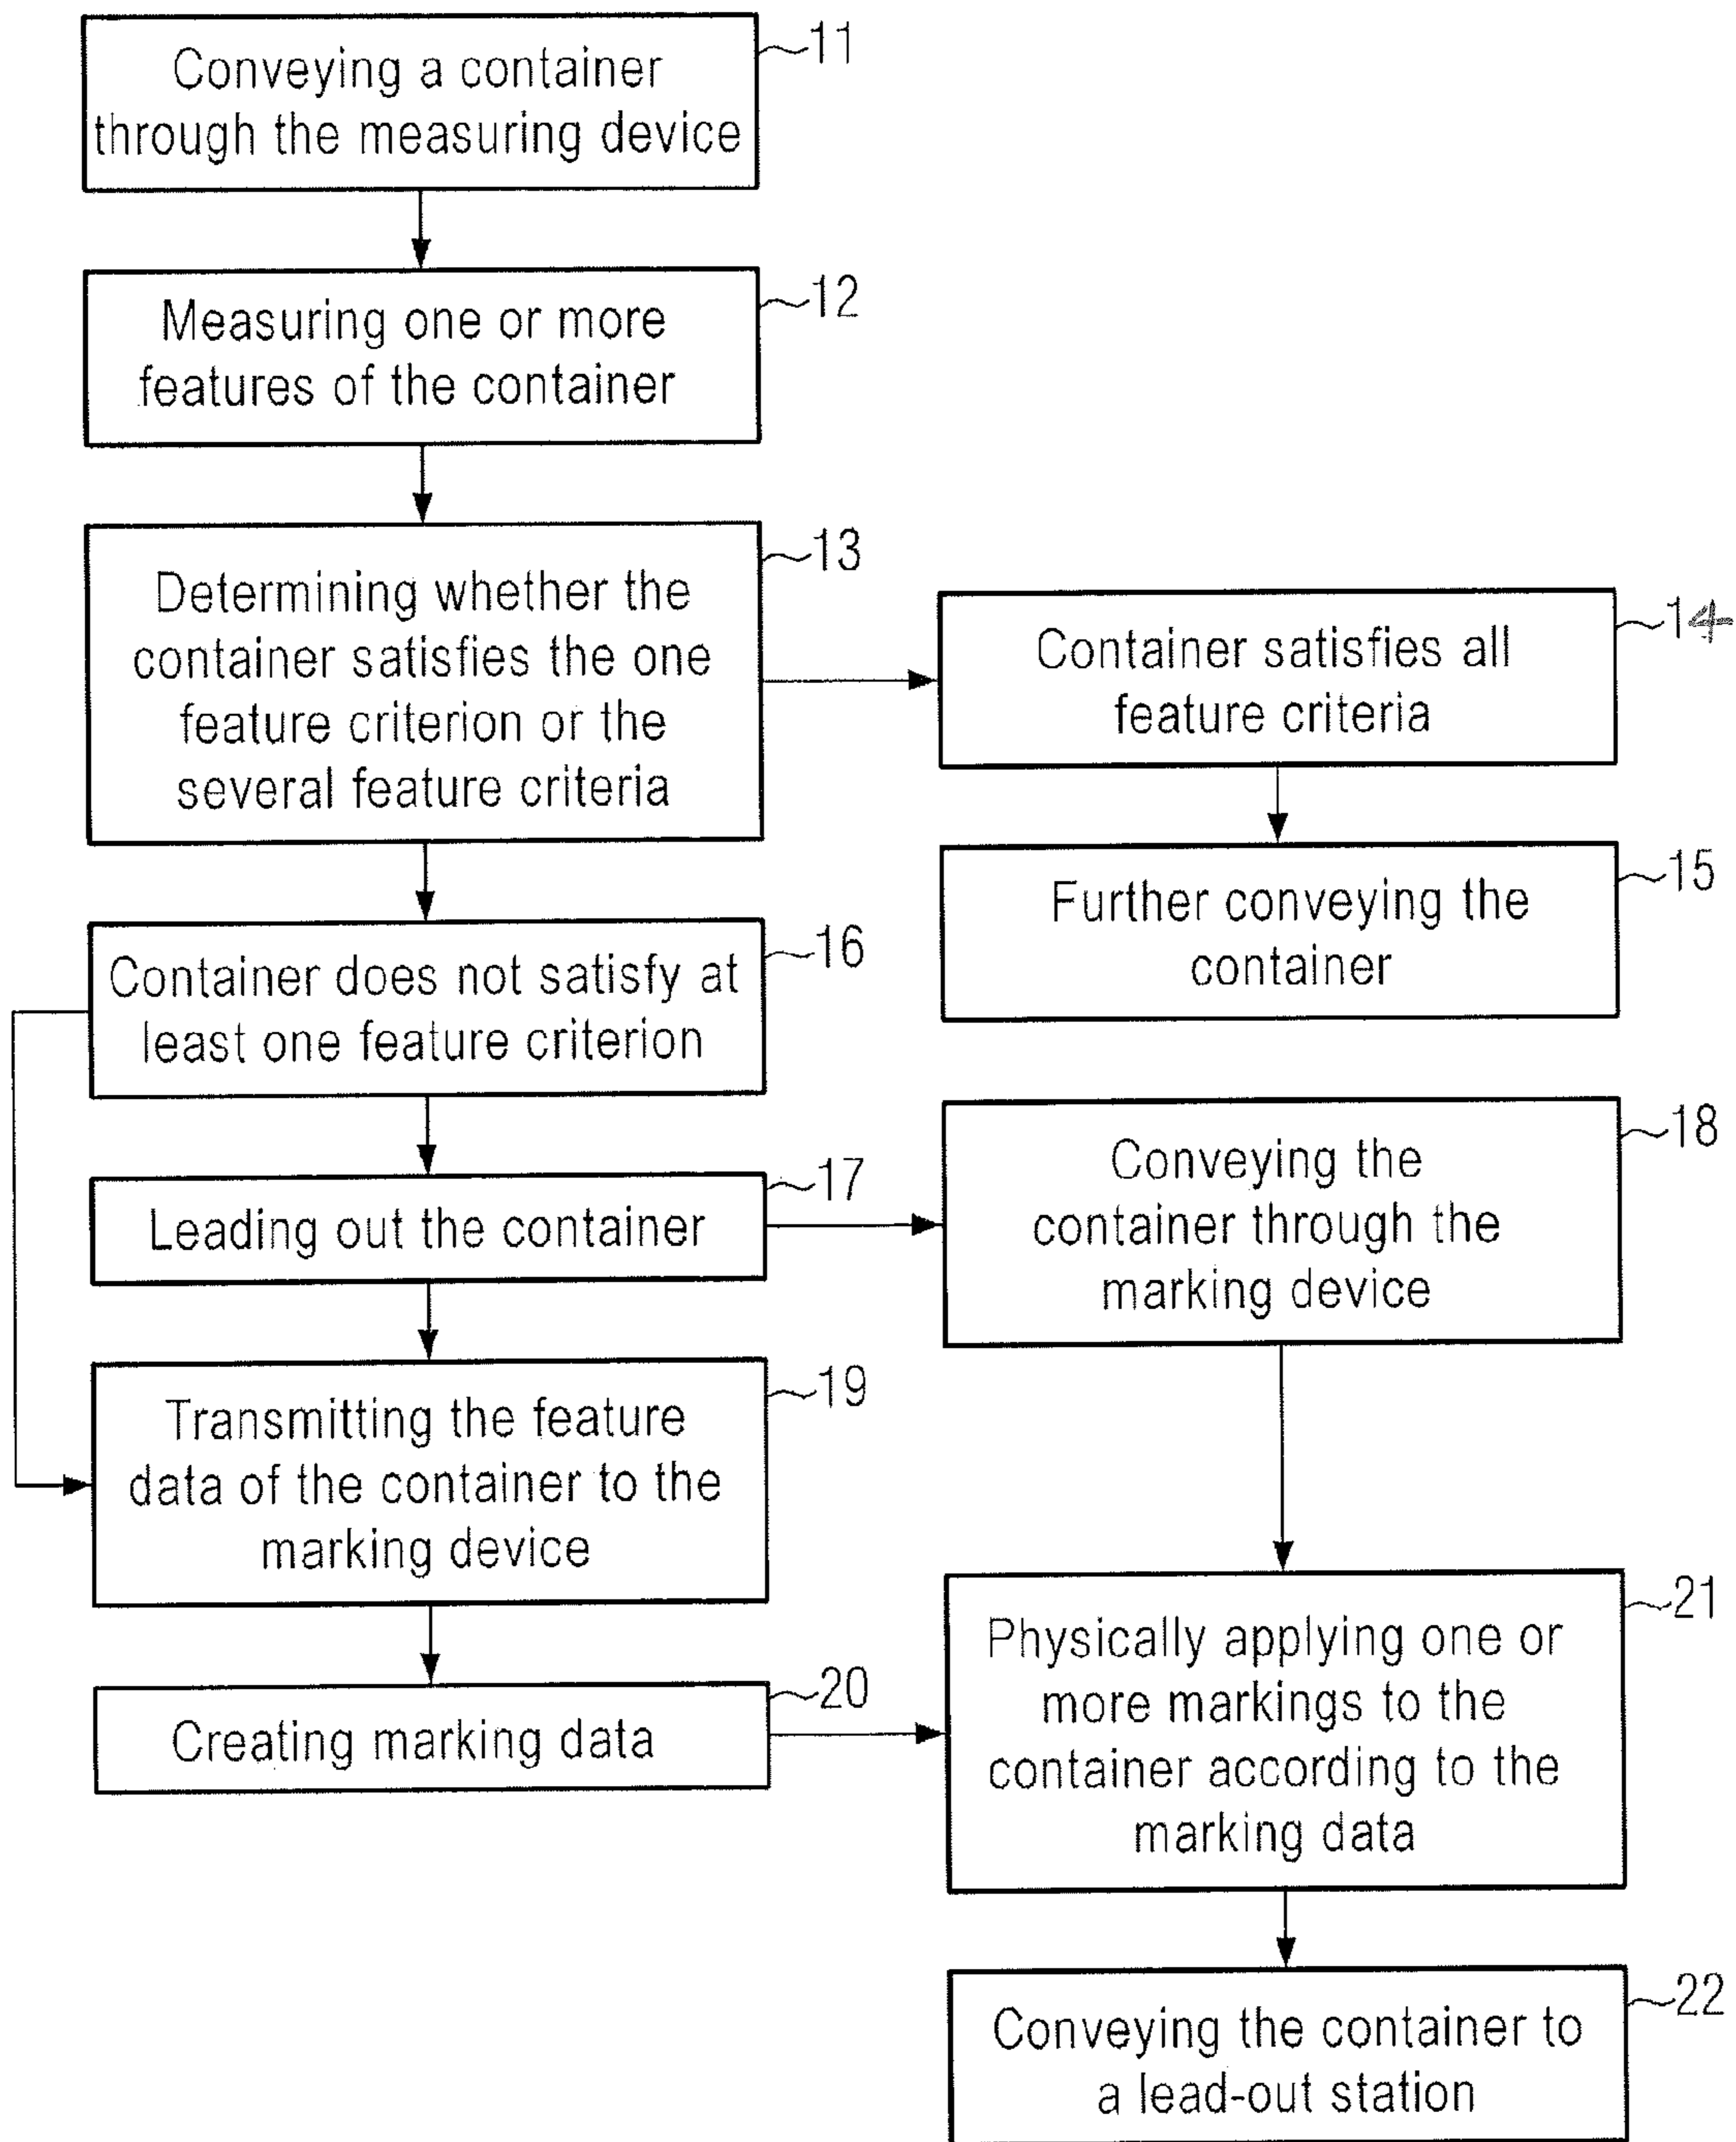 Conveying a container
through the measuring device
11
Measuring one or more
features of the container
12
Determining whether the
container satisfies the one
feature criterion or the
several feature criteria
13
Container satisfies all
feature criteria
14
Further conveying the
container
15
Container does not satisfy at
least one feature criterion
16
Leading out the container
17
Conveying the
container through the
marking device
18
Transmitting the feature
data of the container to the
marking device
19
Creating marking data
20
Physically applying one or
more markings to the
container according to the
marking data
21
Conveying the container to
a lead-out station
22